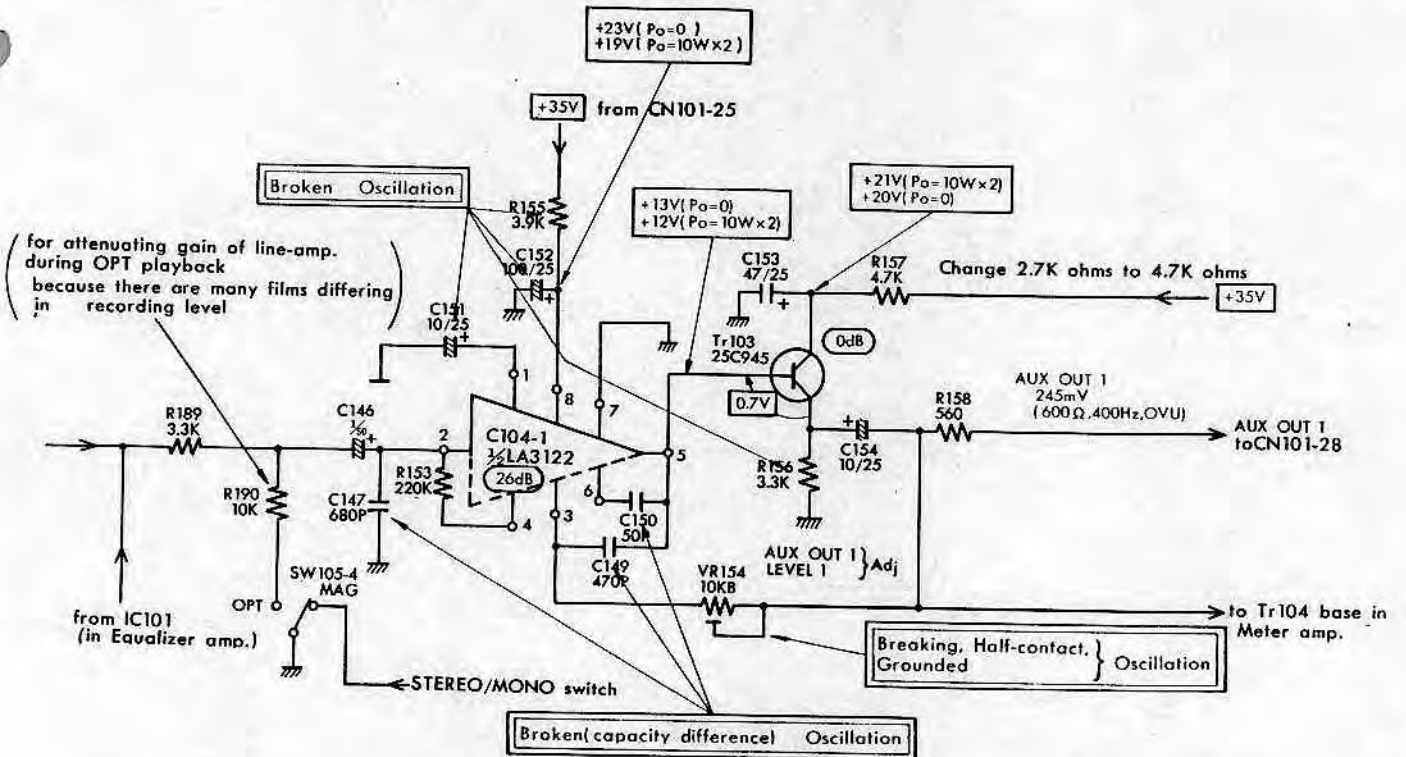 +23V( Po=0 )
+19V( Po=10W×2 )
+35V from CN101-25
Broken Oscillation
R155
3.9K
+13V(Po=0)
+12V(Po=10W×2)
+21V( Po=10W×2 )
+20V( Po=0 )
for attenuating gain of line-amp.
during OPT playback
because there are many films differing
in recording level
C152
100/25
C153
47/25
R157
4.7K
Change 2.7K ohms to 4.7K ohms
+35V
C151
10/25
Tr103
25C945
0dB
1
8
7
0.7V
AUX OUT 1
245mV
(600Ω,400Hz,OVU)
R189
3.3K
C146
1/50
2
C104-1
½LA3122
26dB
5
R158
560
C154
10/25
AUX OUT 1
toCN101-28
R153
220K
R156
3.3K
R190
10K
C147
680P
4
3
6
C150
C149
470P
AUX OUT 1
LEVEL 1 } Adj
VR154
10KB
SW105-4
MAG
OPT
from IC101
(in Equalizer amp.)
to Tr104 base in
Meter amp.
Breaking, Half-contact,
Grounded } Oscillation
STEREO/MONO switch
Broken( capacity difference) Oscillation